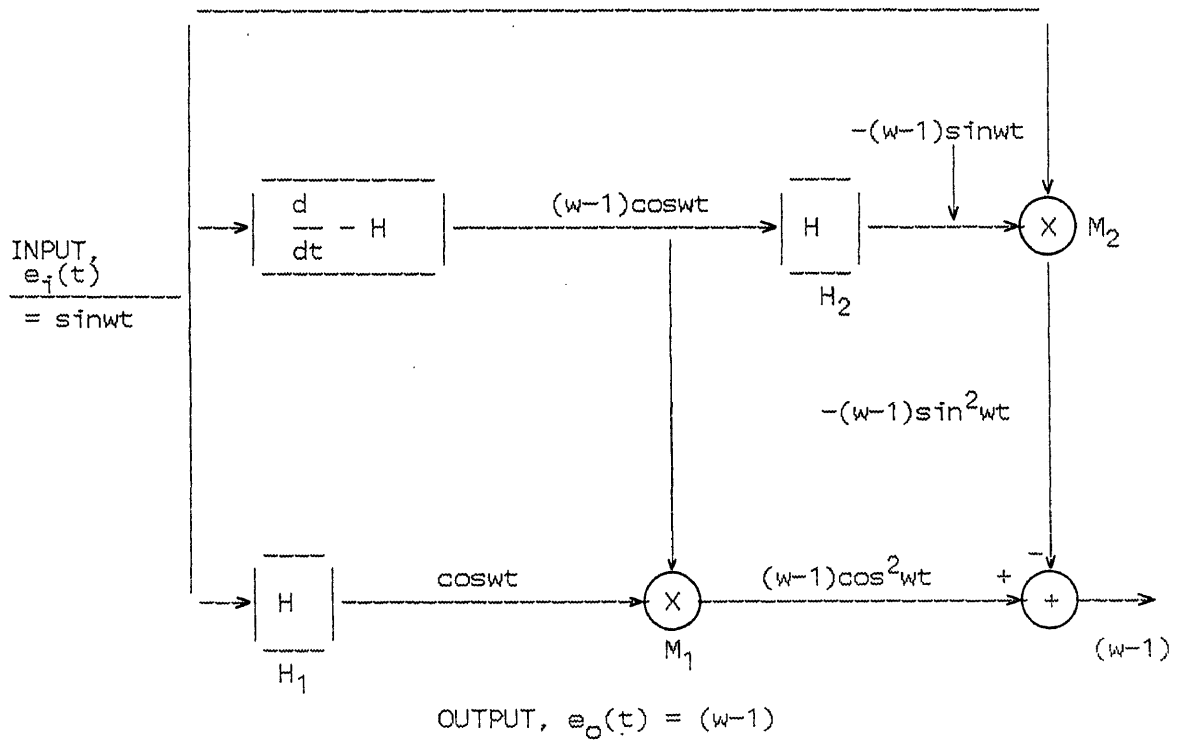 -(w-1)sinwt
d
dt
- H
(w-1)coswt
H
X
M2
INPUT,
ei(t)
= sinwt
H2
-(w-1)sin²wt
H
coswt
X
(w-1)cos²wt
-
+
+
H1
M1
(w-1)
OUTPUT, eo(t) = (w-1)